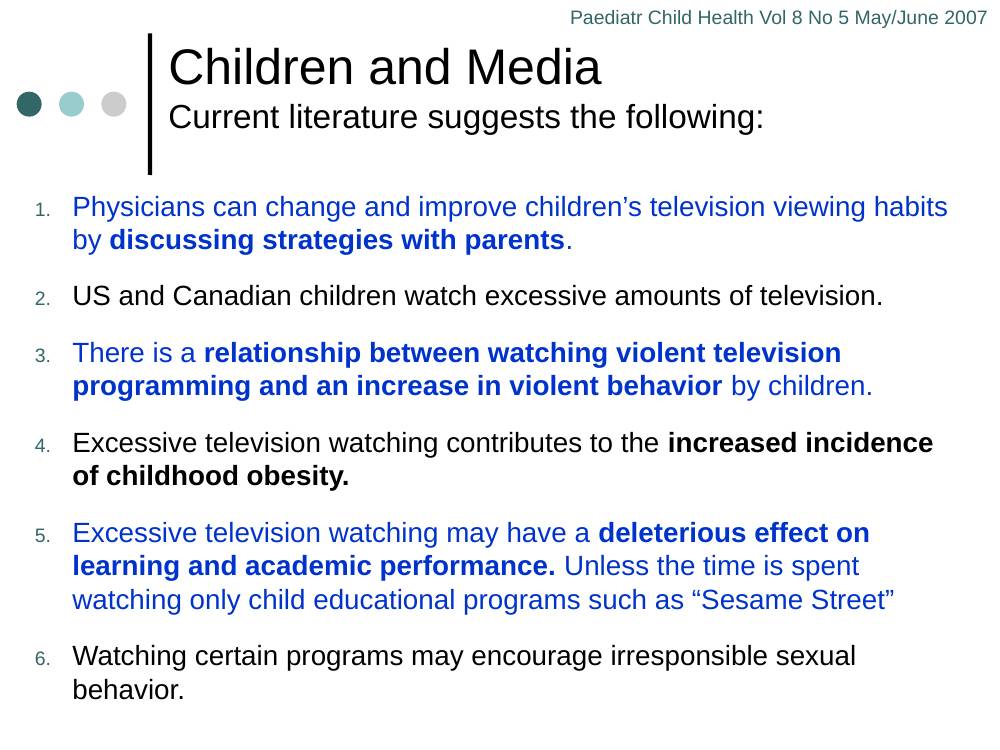 Paediatr Child Health Vol 8 No 5 May/June 2007
Children and Media
Current literature suggests the following:
1. Physicians can change and improve children’s television viewing habits
by discussing strategies with parents.
2. US and Canadian children watch excessive amounts of television.
3. There is a relationship between watching violent television
programming and an increase in violent behavior by children.
4. Excessive television watching contributes to the increased incidence
of childhood obesity.
5. Excessive television watching may have a deleterious effect on
learning and academic performance. Unless the time is spent
watching only child educational programs such as “Sesame Street”
6. Watching certain programs may encourage irresponsible sexual
behavior.